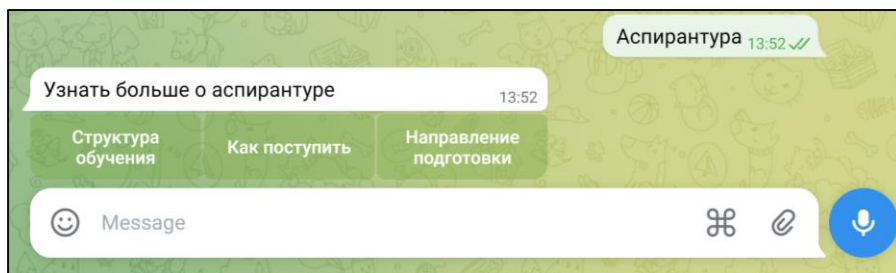 Аспирантура 13:52
Узнать больше о аспирантуре 13:52
Структура
обучения
Как поступить
Направление
подготовки
Message